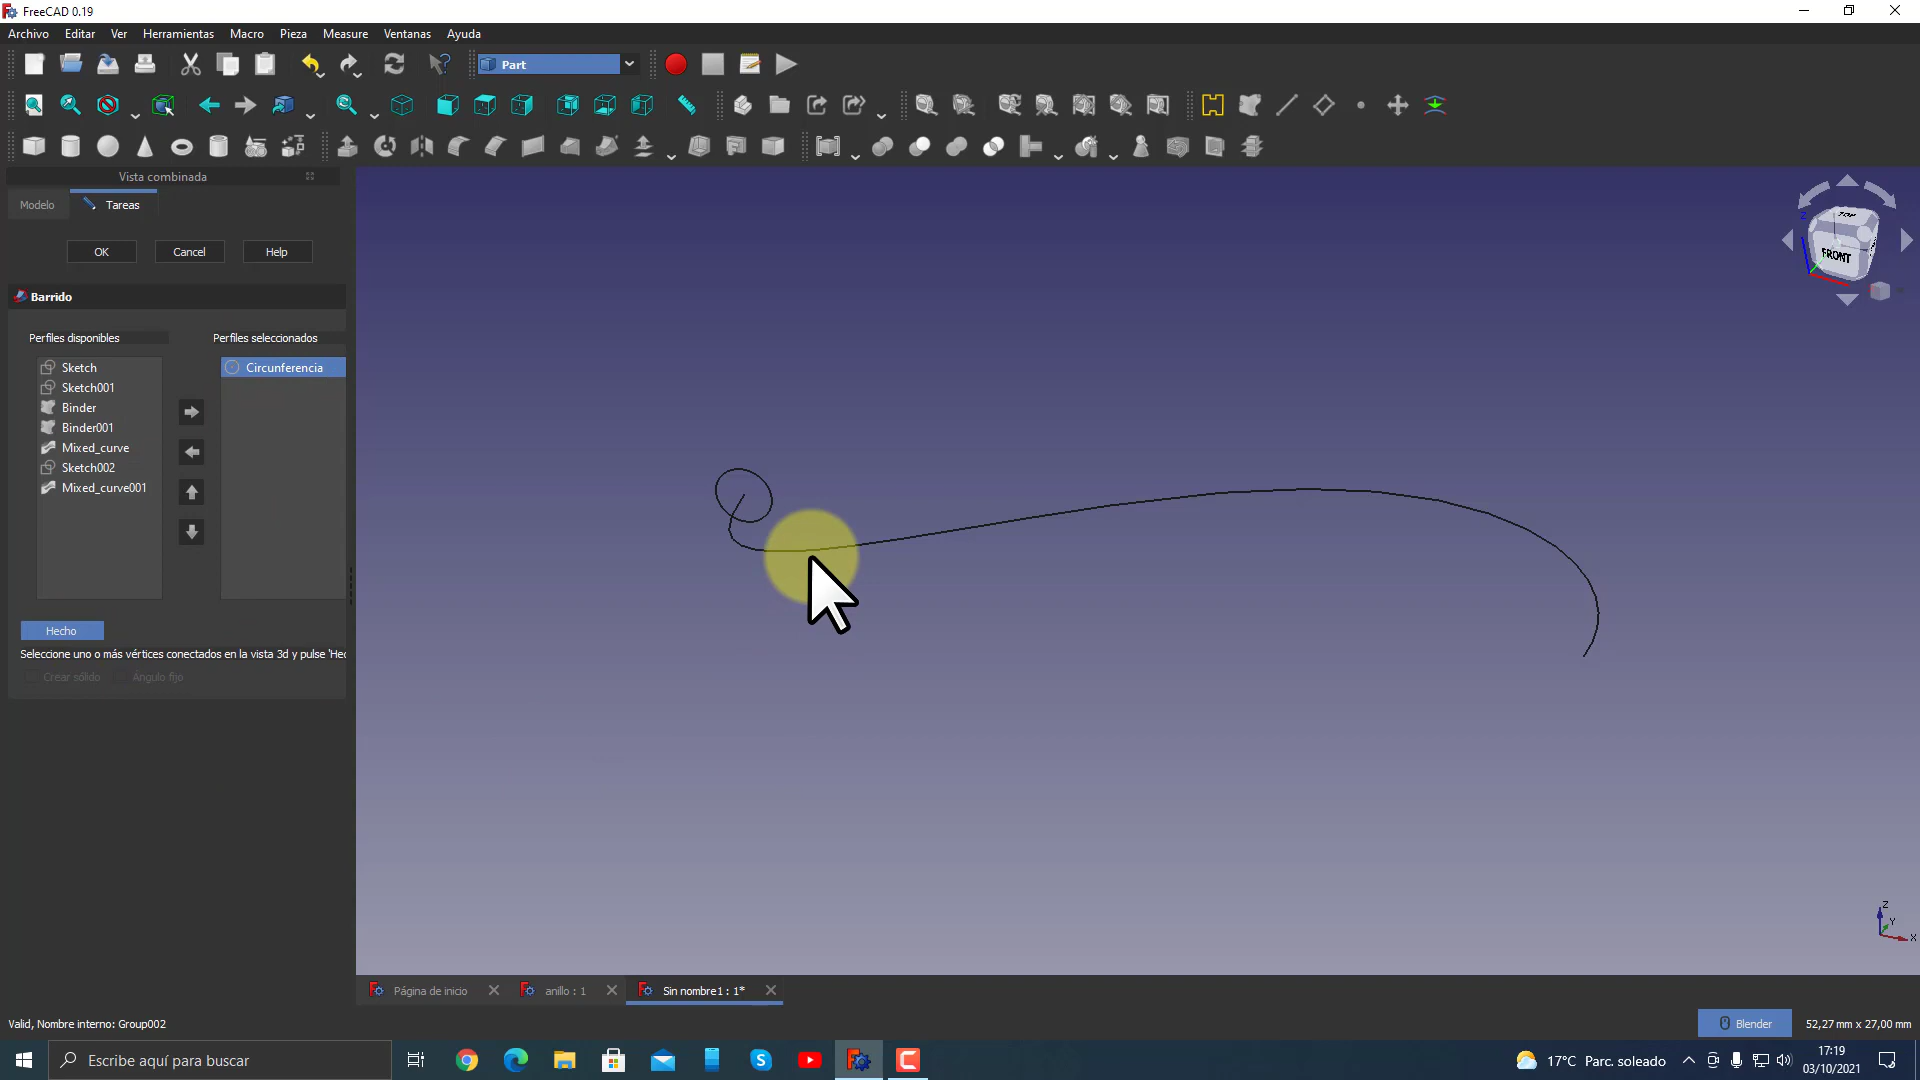 FreeCAD 0.19
Archivo Editar Ver Herramientas Macro Pieza Measure Ventanas Ayuda
Part
Vista combinada
Modelo Tareas
OK Cancel Help
Barrido
Perfiles disponibles Perfiles seleccionados
Sketch Circunferencia
Sketch001
Binder
Binder001
Mixed_curve
Sketch002
Mixed_curve001
Hecho
Seleccione uno o más vértices conectados en la vista 3d y pulse 'Hec
Crear sólido Ángulo fijo
TOP
FRONT
Z
Z
Y
X
Página de inicio anillo : 1 Sin nombre1 : 1*
Valid, Nombre interno: Group002 Blender 52,27 mm x 27,00 mm
Escribe aquí para buscar 17°C Parc. soleado 17:19
03/10/2021